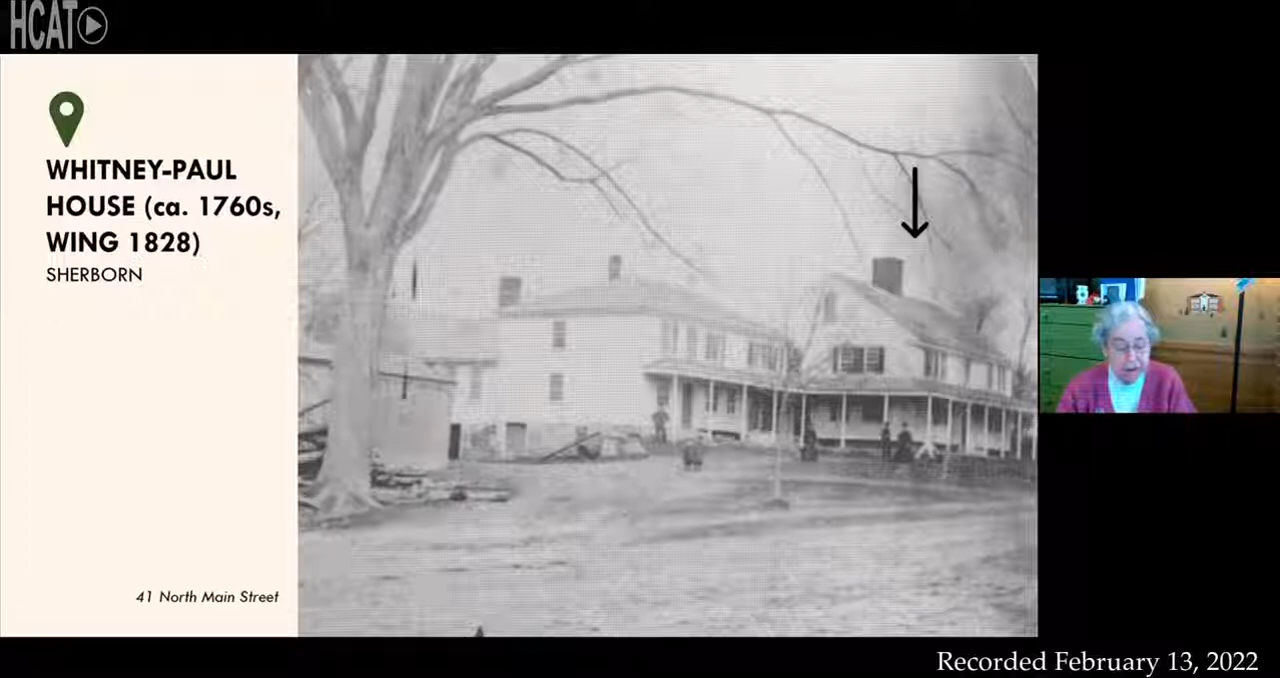 HCAT
WHITNEY-PAUL
HOUSE (ca. 1760s,
WING 1828)
SHERBORN
41 North Main Street
Recorded February 13, 2022